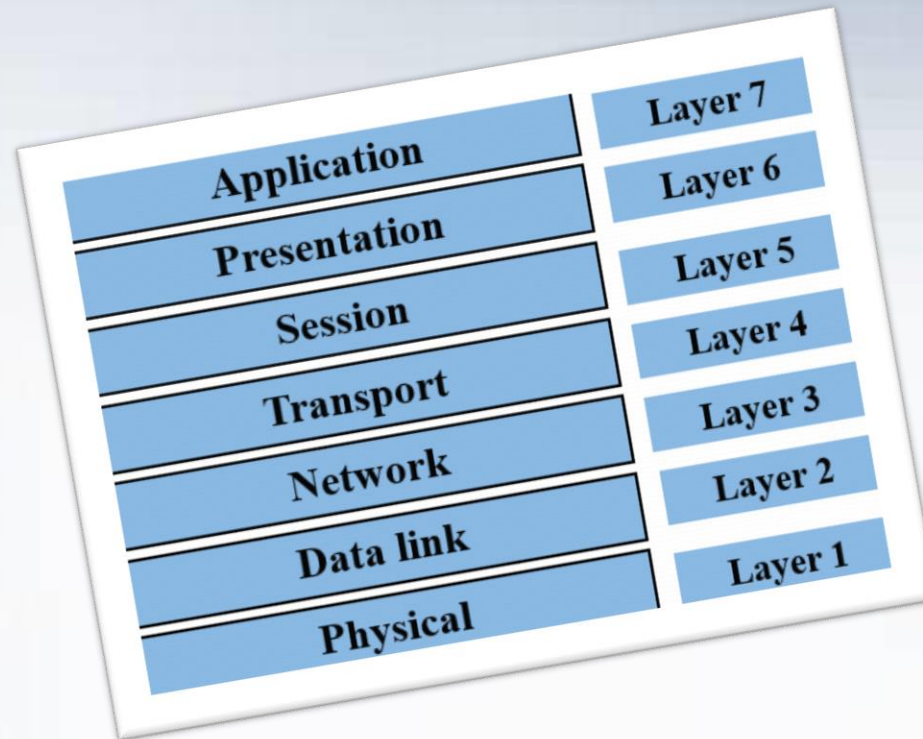 Application Layer 7
Presentation Layer 6
Session Layer 5
Transport Layer 4
Network Layer 3
Data link Layer 2
Physical Layer 1